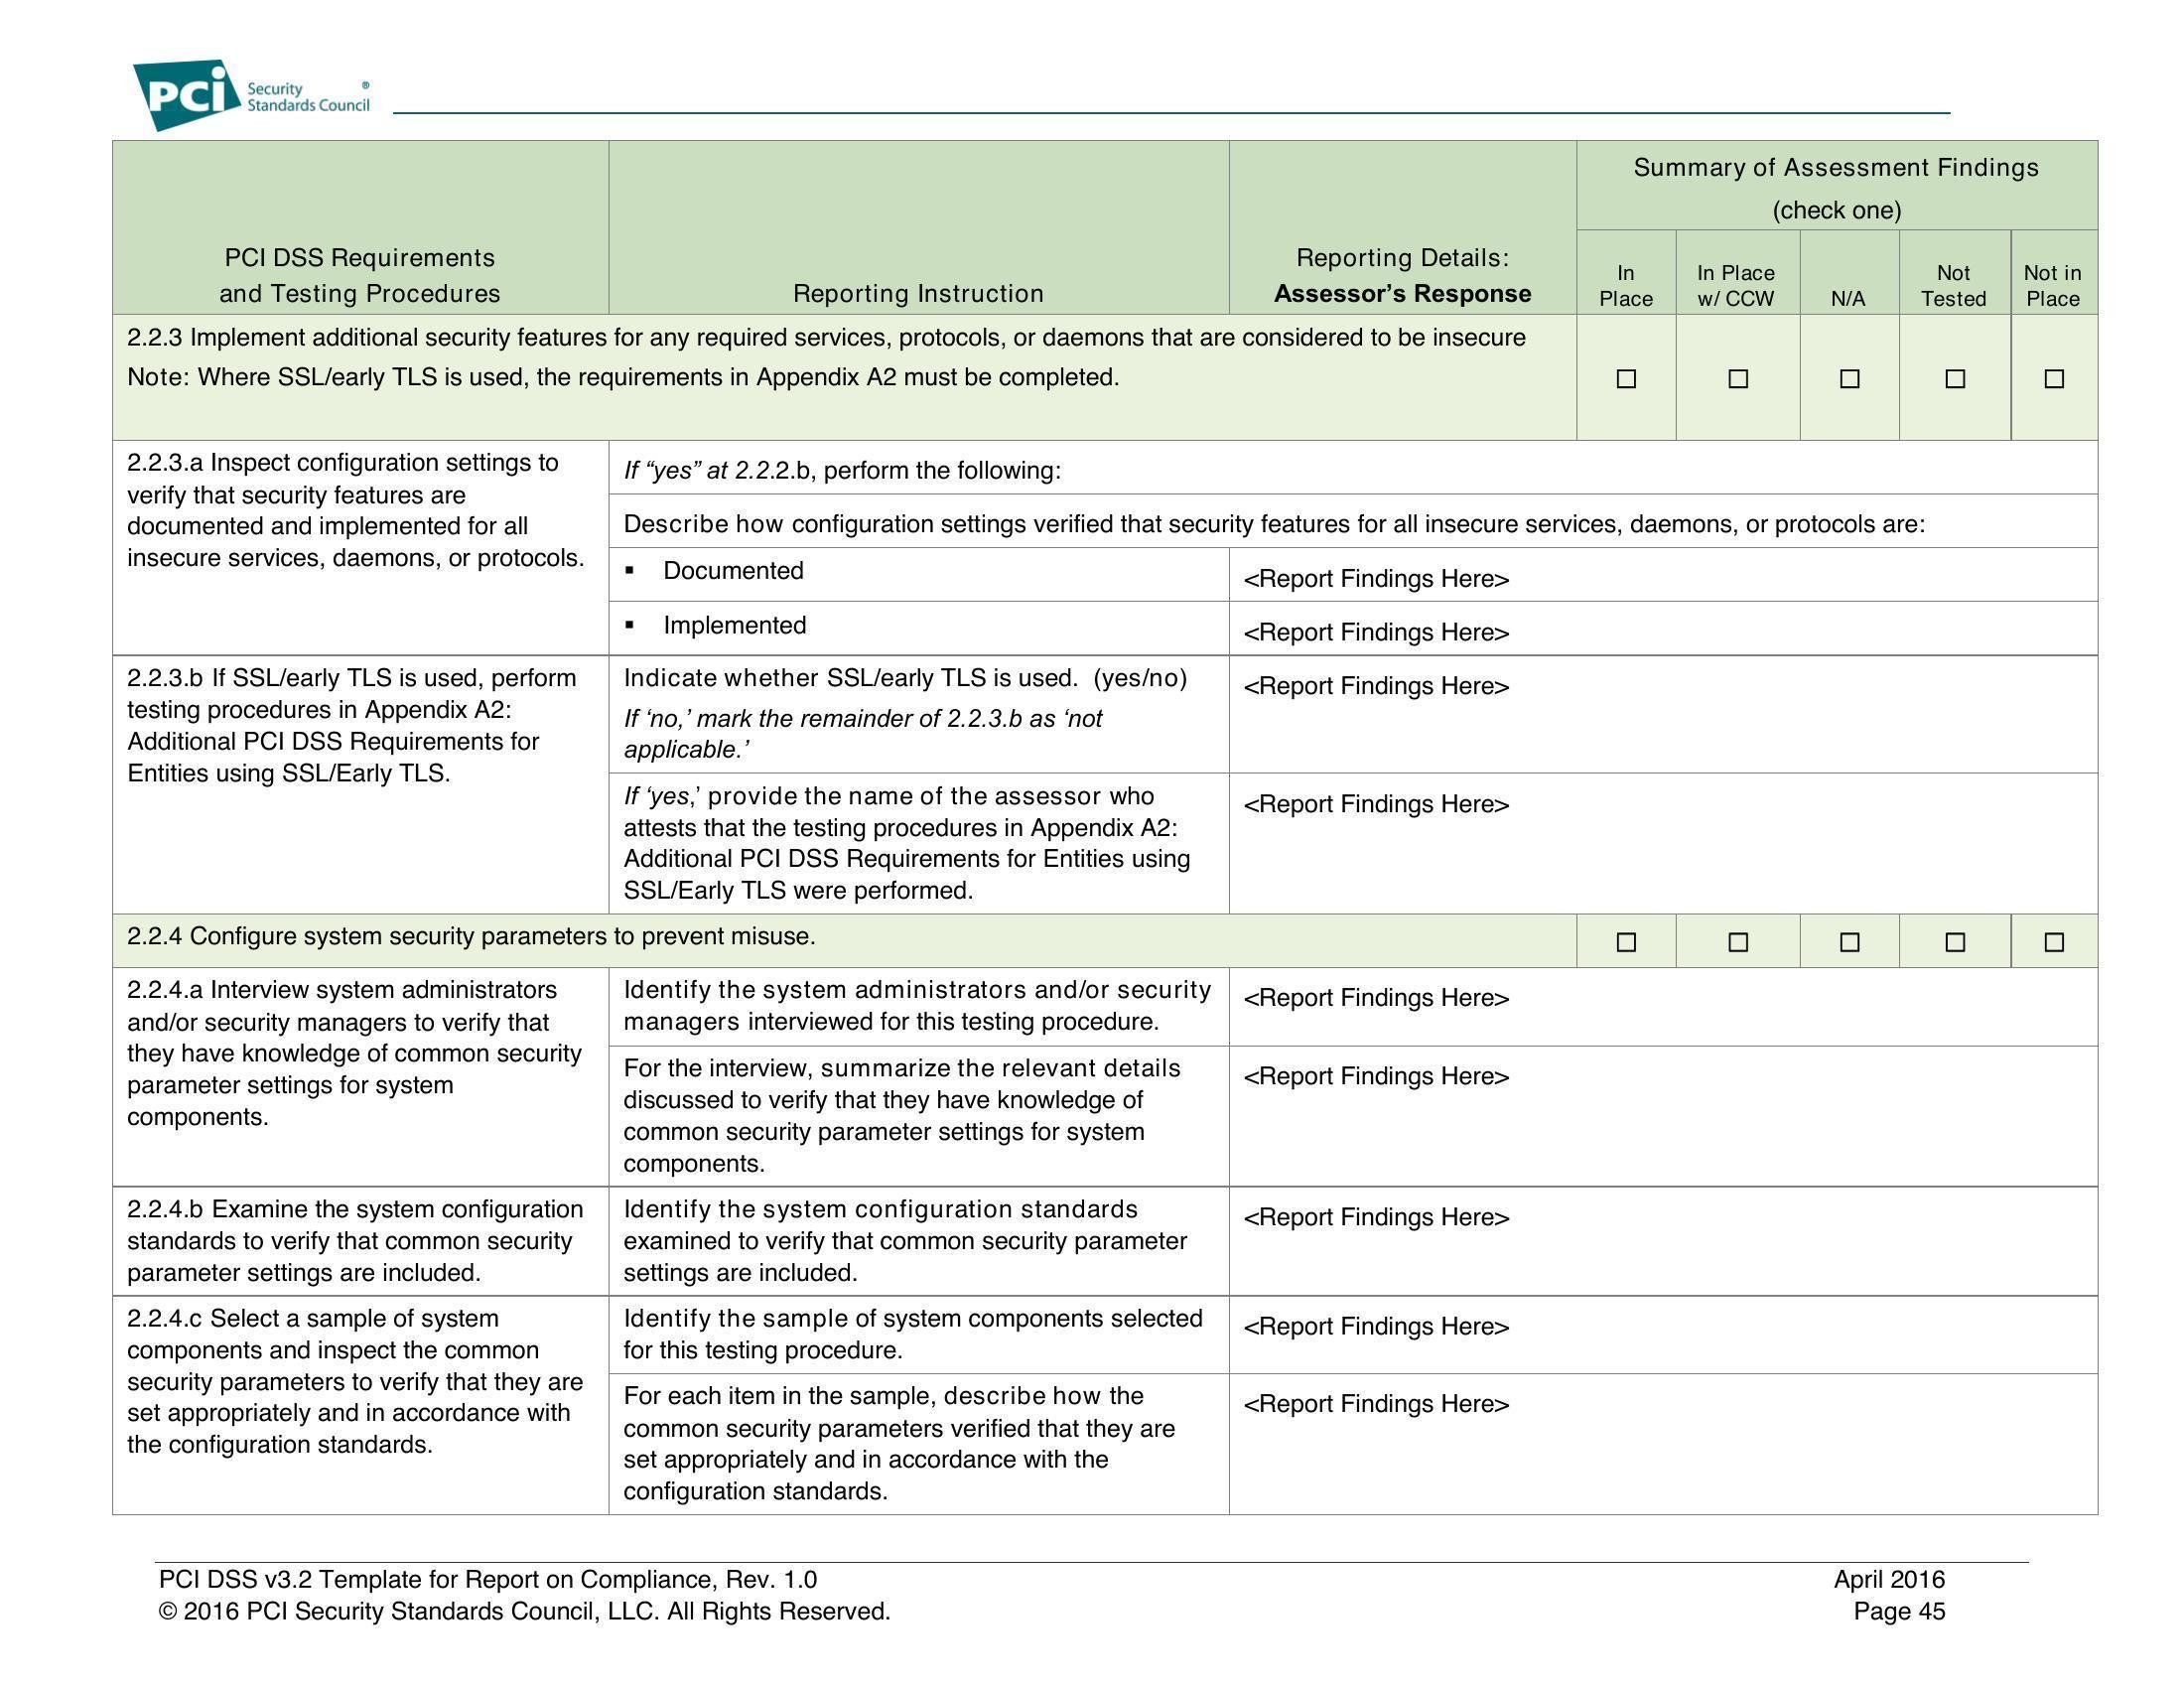 PCI Security
Standards Council ®
Summary of Assessment Findings
(check one)
PCI DSS Requirements
and Testing Procedures
Reporting Instruction
Reporting Details:
Assessor’s Response
In
Place
In Place
w/ CCW
N/A
Not
Tested
Not in
Place
2.2.3 Implement additional security features for any required services, protocols, or daemons that are considered to be insecure
Note: Where SSL/early TLS is used, the requirements in Appendix A2 must be completed.
☐ ☐ ☐ ☐ ☐
2.2.3.a Inspect configuration settings to
verify that security features are
documented and implemented for all
insecure services, daemons, or protocols.
If “yes” at 2.2.2.b, perform the following:
Describe how configuration settings verified that security features for all insecure services, daemons, or protocols are:
▪ Documented
<Report Findings Here>
▪ Implemented
<Report Findings Here>
2.2.3.b If SSL/early TLS is used, perform
testing procedures in Appendix A2:
Additional PCI DSS Requirements for
Entities using SSL/Early TLS.
Indicate whether SSL/early TLS is used. (yes/no)
If ‘no,’ mark the remainder of 2.2.3.b as ‘not
applicable.’
<Report Findings Here>
If ‘yes,’ provide the name of the assessor who
attests that the testing procedures in Appendix A2:
Additional PCI DSS Requirements for Entities using
SSL/Early TLS were performed.
<Report Findings Here>
2.2.4 Configure system security parameters to prevent misuse.
☐ ☐ ☐ ☐ ☐
2.2.4.a Interview system administrators
and/or security managers to verify that
they have knowledge of common security
parameter settings for system
components.
Identify the system administrators and/or security
managers interviewed for this testing procedure.
<Report Findings Here>
For the interview, summarize the relevant details
discussed to verify that they have knowledge of
common security parameter settings for system
components.
<Report Findings Here>
2.2.4.b Examine the system configuration
standards to verify that common security
parameter settings are included.
Identify the system configuration standards
examined to verify that common security parameter
settings are included.
<Report Findings Here>
2.2.4.c Select a sample of system
components and inspect the common
security parameters to verify that they are
set appropriately and in accordance with
the configuration standards.
Identify the sample of system components selected
for this testing procedure.
<Report Findings Here>
For each item in the sample, describe how the
common security parameters verified that they are
set appropriately and in accordance with the
configuration standards.
<Report Findings Here>
PCI DSS v3.2 Template for Report on Compliance, Rev. 1.0
April 2016
© 2016 PCI Security Standards Council, LLC. All Rights Reserved.
Page 45